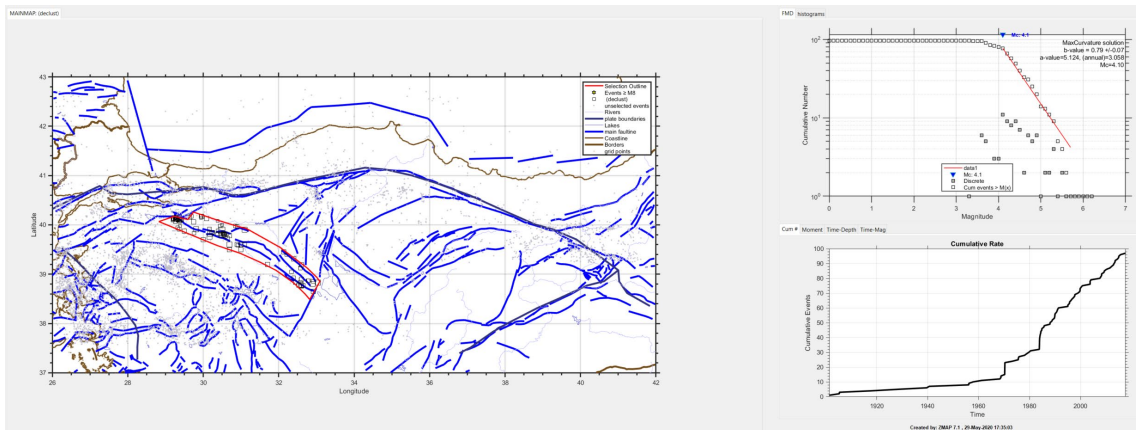 MAINMAP: (declust)
43
42
41
40
39
38
37
26
28
30
32
34
36
38
40
42
Latitude
Longitude
Selection Outline
Events ≥ M8
(declust)
unselected events
Rivers
plate boundaries
Lakes
main faultline
Coastline
Borders
grid points
FMD histograms
Mc: 4.1
MaxCurvature solution
b-value = 0.79 +/-0.07
a-value=5.124, (annual)=3.058
Mc=4.10
10²
10¹
10⁰
Cumulative Number
data1
Mc: 4.1
Discrete
Cum events > M(x)
0
1
2
3
4
5
6
7
Magnitude
Cum # Moment Time-Depth Time-Mag
Cumulative Rate
100
90
80
70
60
50
40
30
20
10
0
Cumulative Events
1920
1940
1960
1980
2000
Time
Created by: ZMAP 7.1 , 29-May-2020 17:35:03